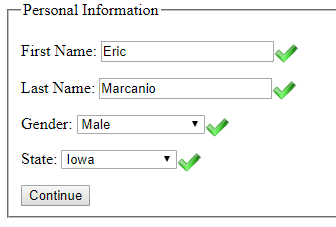 Personal Information
First Name: Eric
Last Name: Marcanio
Gender: Male
State: Iowa
Continue